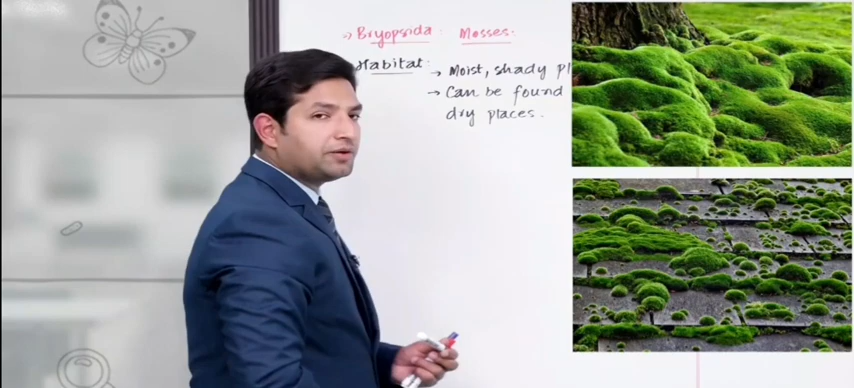 Bryopsida: Mosses:
Habitat: → Moist, shady
→ Can be found
dry places.